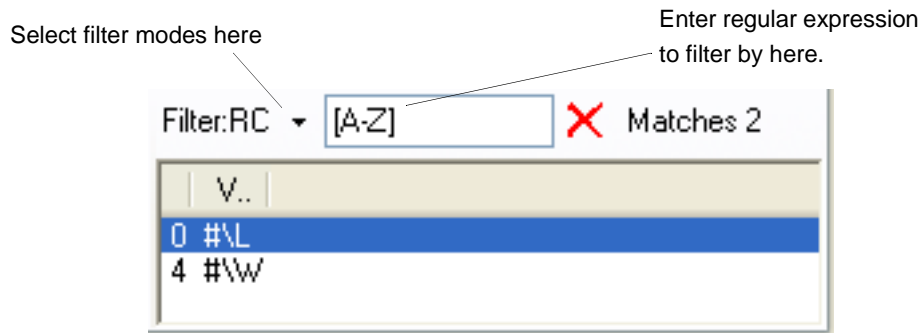 Select filter modes here
Enter regular expression
to filter by here.
Filter:RC [A-Z] Matches 2
V..
0 #\L
4 #\W